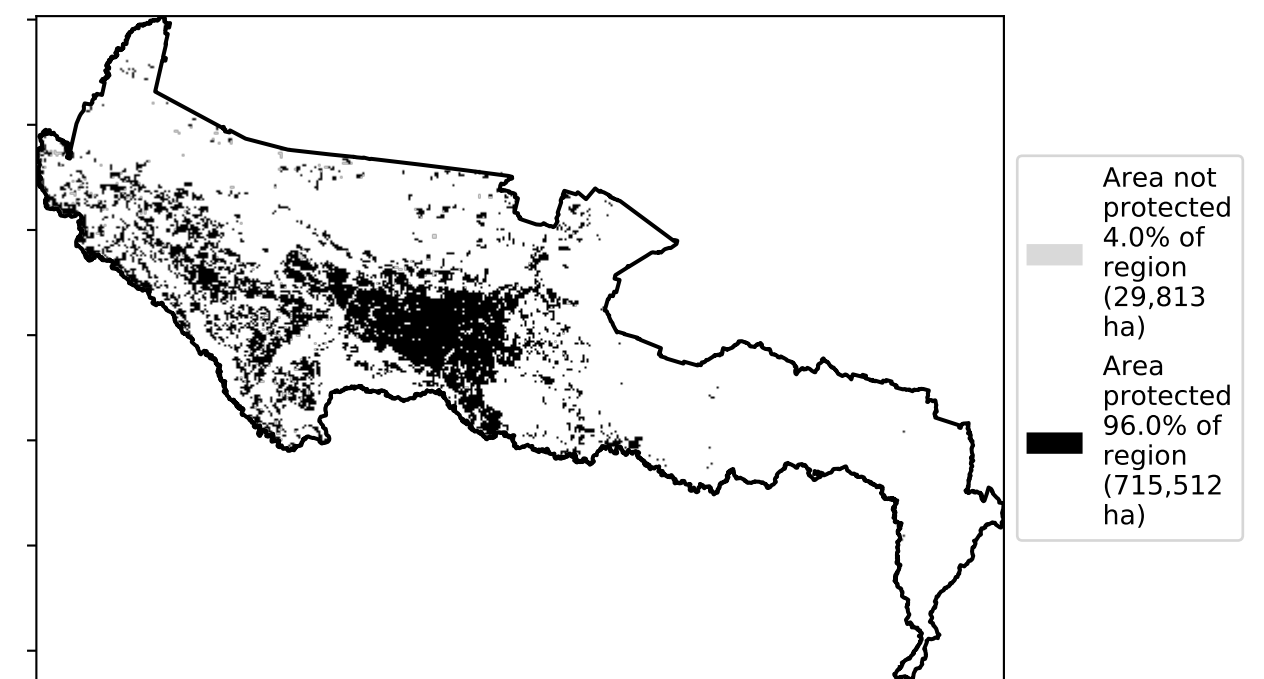 Area not
protected
4.0% of
region
(29,813
ha)
Area
protected
96.0% of
region
(715,512
ha)